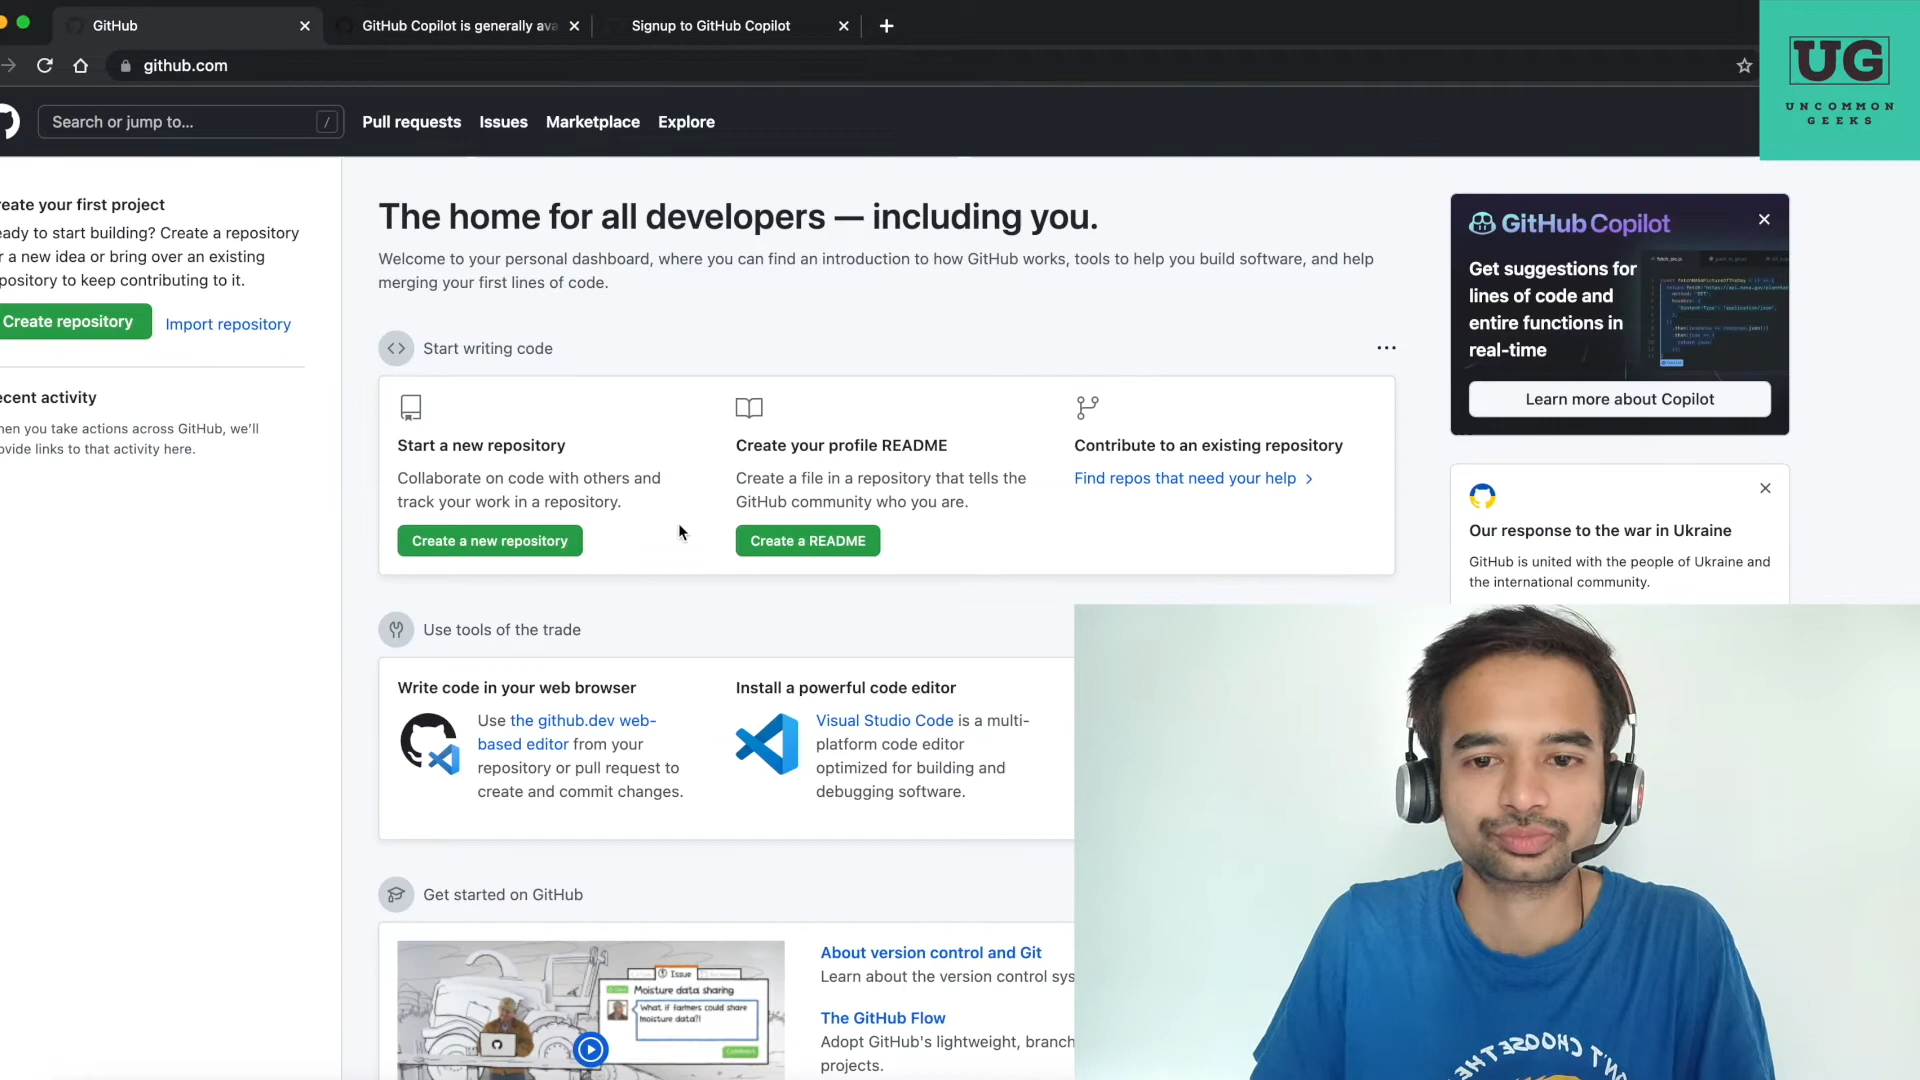 GitHub
GitHub Copilot is generally ava
Signup to GitHub Copilot
github.com
UG
UNCOMMON
GEEKS
Search or jump to...
/
Pull requests
Issues
Marketplace
Explore
reate your first project
eady to start building? Create a repository
r a new idea or bring over an existing
pository to keep contributing to it.
Create repository
Import repository
ecent activity
hen you take actions across GitHub, we'll
ovide links to that activity here.
The home for all developers — including you.
Welcome to your personal dashboard, where you can find an introduction to how GitHub works, tools to help you build software, and help
merging your first lines of code.
Start writing code
Start a new repository
Collaborate on code with others and
track your work in a repository.
Create a new repository
Create your profile README
Create a file in a repository that tells the
GitHub community who you are.
Create a README
Contribute to an existing repository
Find repos that need your help
Use tools of the trade
Write code in your web browser
Use the github.dev web-
based editor from your
repository or pull request to
create and commit changes.
Install a powerful code editor
Visual Studio Code is a multi-
platform code editor
optimized for building and
debugging software.
Get started on GitHub
Issue
Moisture data sharing
What if farmers could share
moisture data?!
Comment
About version control and Git
Learn about the version control sys
The GitHub Flow
Adopt GitHub's lightweight, branch
projects.
GitHub Copilot
Get suggestions for
lines of code and
entire functions in
real-time
Learn more about Copilot
Our response to the war in Ukraine
GitHub is united with the people of Ukraine and
the international community.